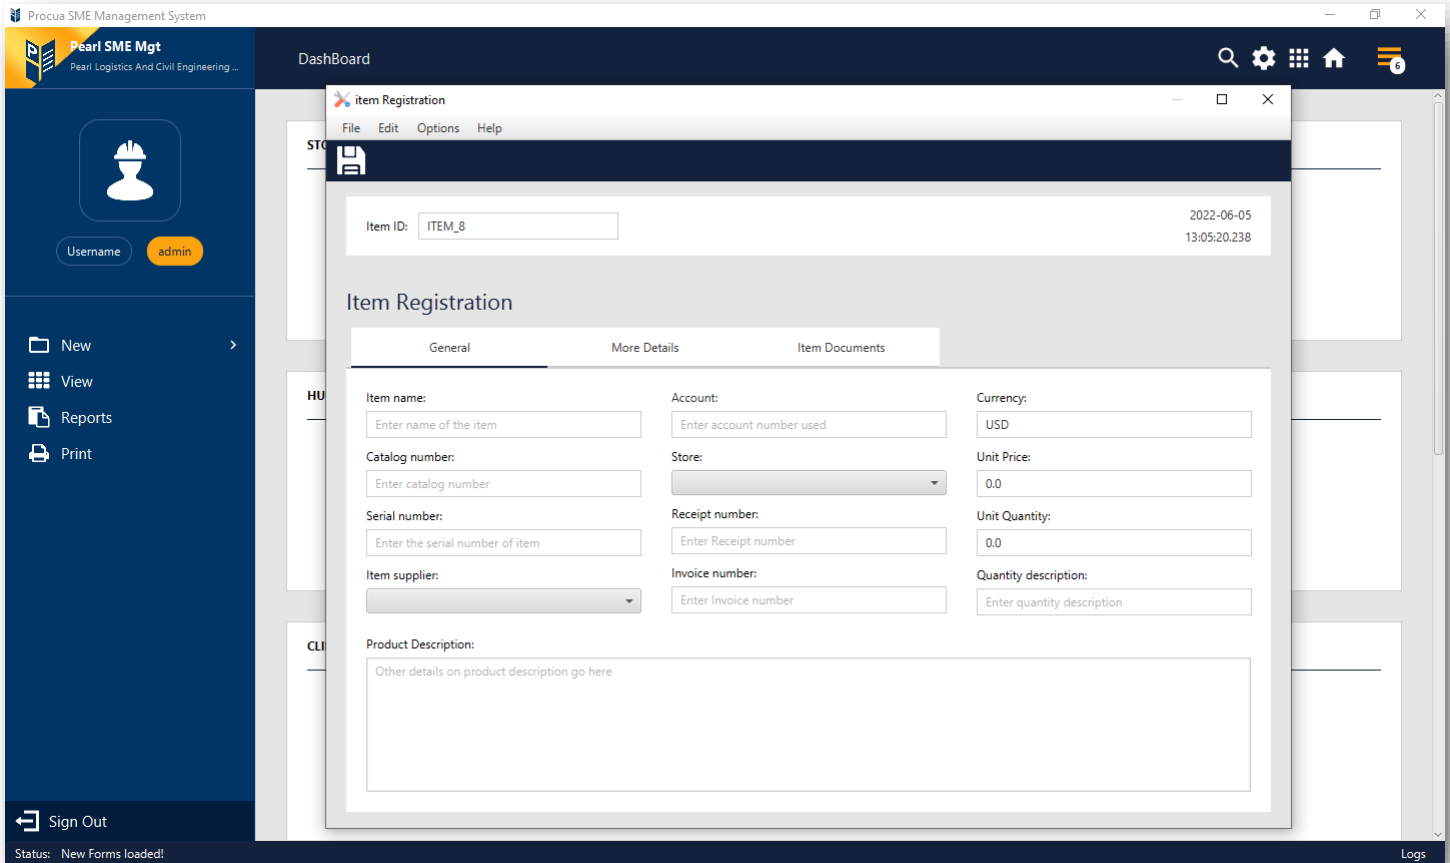 Procua SME Management System
Pearl SME Mgt
Pearl Logistics And Civil Engineering ...
DashBoard
6
Username
admin
New
View
Reports
Print
Sign Out
Status: New Forms loaded!
Logs
STO
HU
CLI
item Registration
File Edit Options Help
Item ID: ITEM_8
2022-06-05
13:05:20.238
Item Registration
General More Details Item Documents
Item name: Account: Currency:
Enter name of the item Enter account number used USD
Catalog number: Store: Unit Price:
Enter catalog number 0.0
Serial number: Receipt number: Unit Quantity:
Enter the serial number of item Enter Receipt number 0.0
Item supplier: Invoice number: Quantity description:
Enter Invoice number Enter quantity description
Product Description:
Other details on product description go here